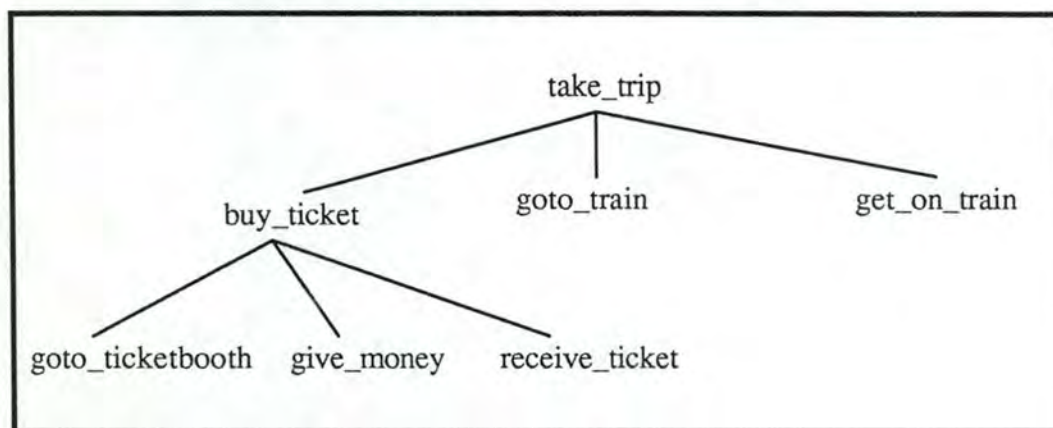 take_trip
buy_ticket goto_train get_on_train
goto_ticketbooth give_money receive_ticket